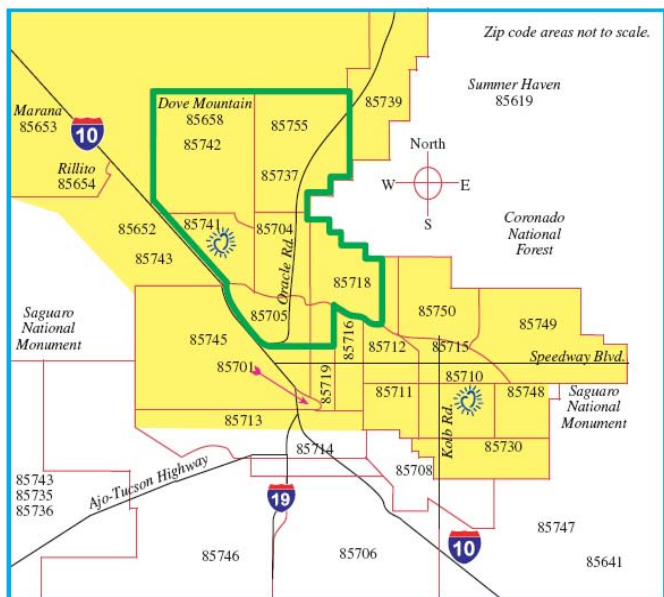 Zip code areas not to scale.
Summer Haven
85619
Dove Mountain
85658
85742
85755
85739
Marana
85653
10
Rillito
85654
85737
North
W
E
S
85652
85743
85741
85704
Oracle Rd.
Coronado
National
Forest
85718
Saguaro
National
Monument
85745
85705
85716
85712
85750
85715
85749
Speedway Blvd.
85701
85719
85711
85710
85748
Saguaro
National
Monument
85713
Kolb Rd.
85730
85714
85708
85743
85735
85736
Ajo-Tucson Highway
19
10
85747
85746
85706
85641